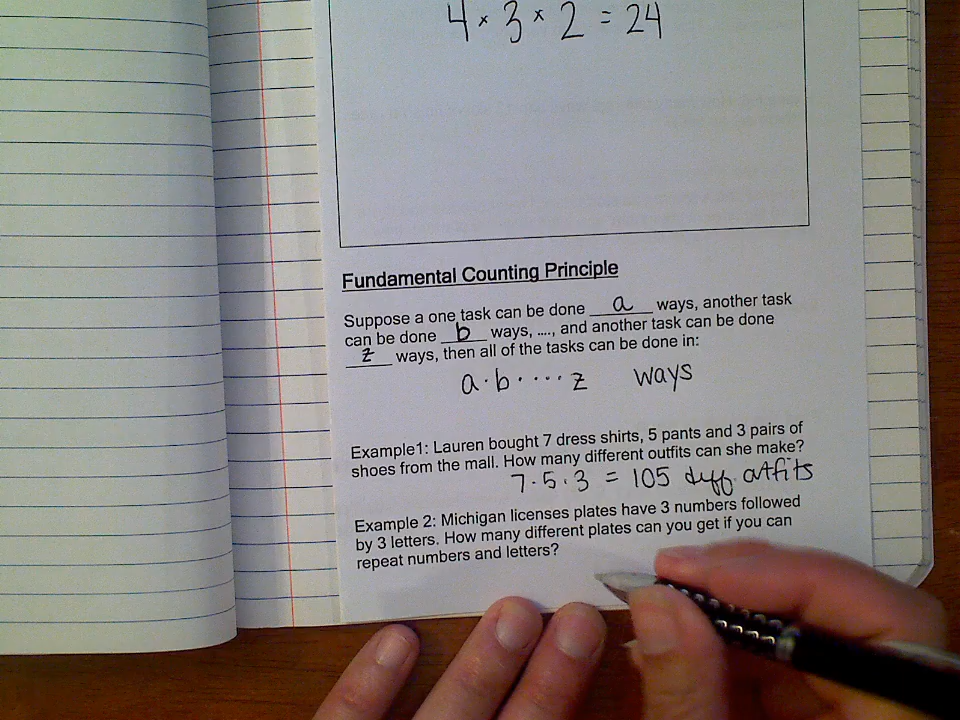 4 × 3 × 2 = 24
Fundamental Counting Principle
Suppose a one task can be done a ways, another task
can be done b ways, ...., and another task can be done
z ways, then all of the tasks can be done in:
a · b · · · · z ways
Example1: Lauren bought 7 dress shirts, 5 pants and 3 pairs of
shoes from the mall. How many different outfits can she make?
7 · 5 · 3 = 105 diff. otfits
Example 2: Michigan licenses plates have 3 numbers followed
by 3 letters. How many different plates can you get if you can
repeat numbers and letters?